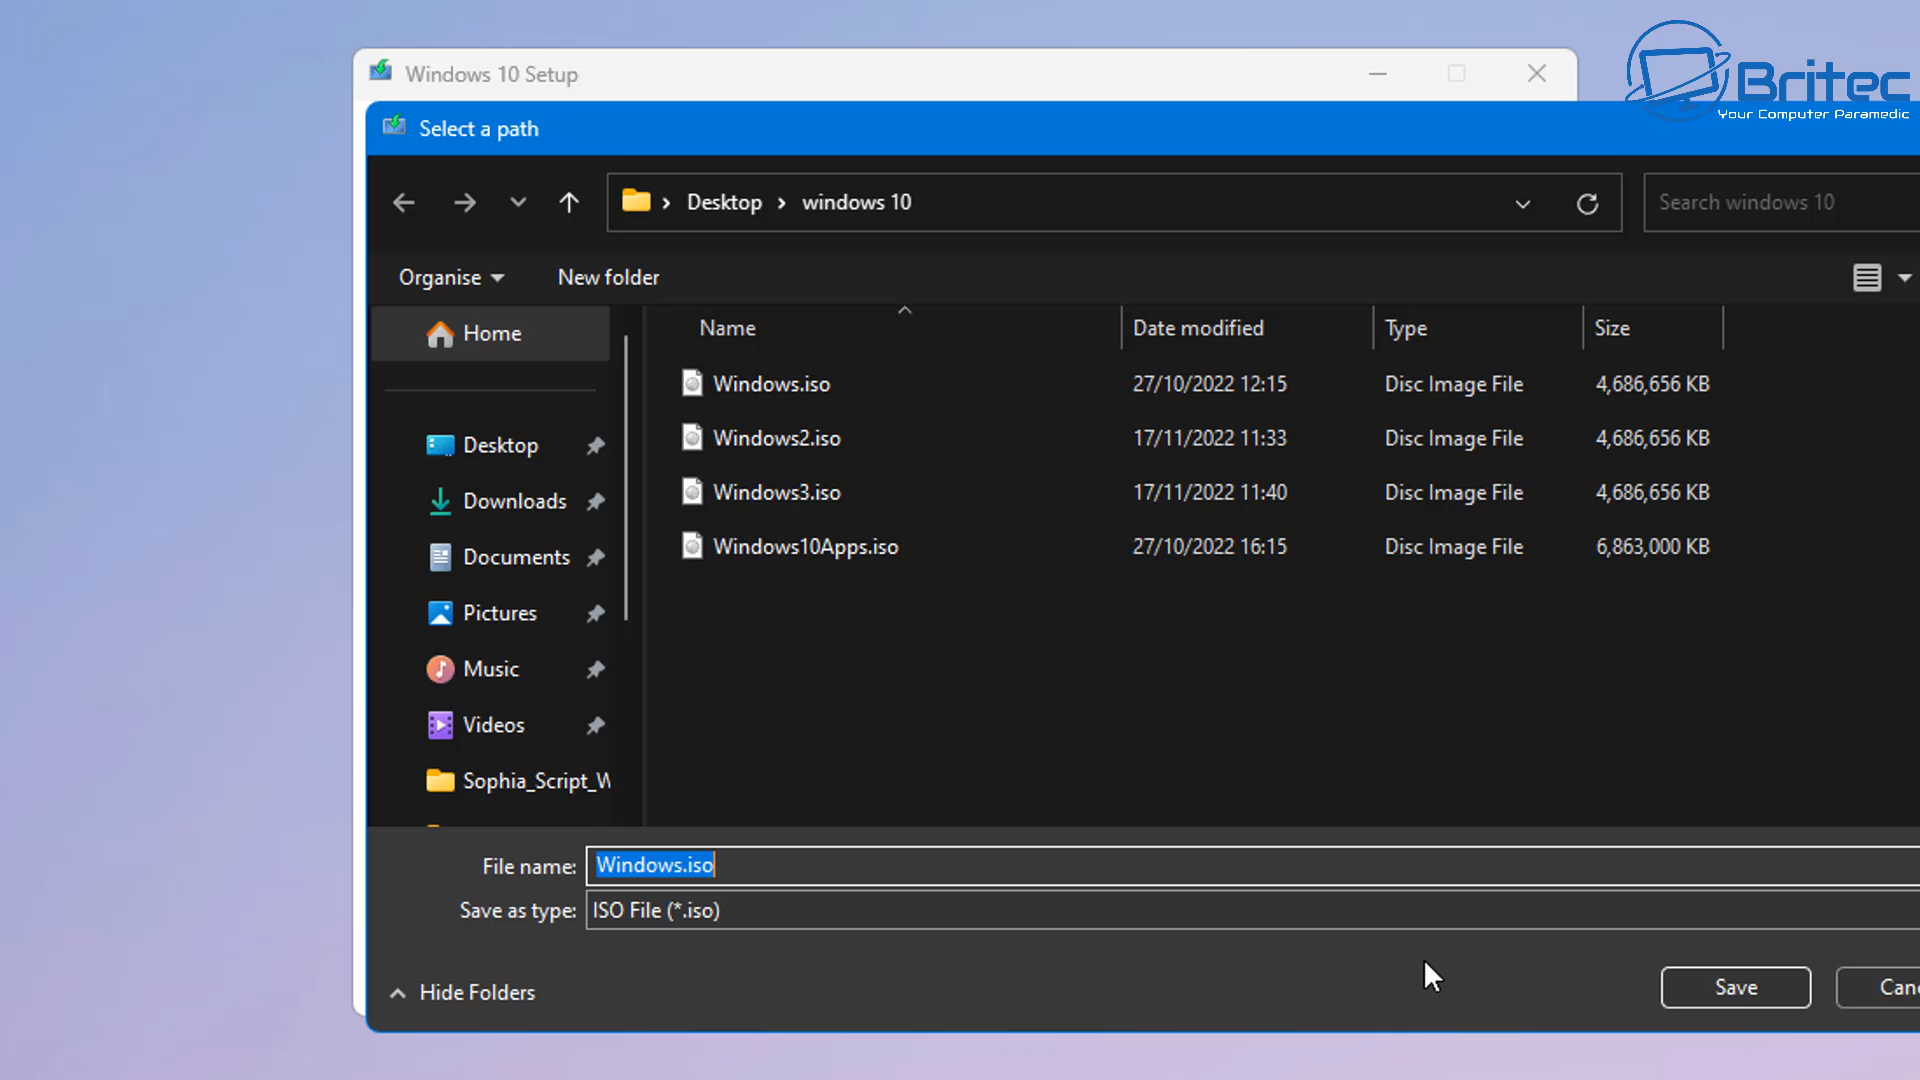 Windows 10 Setup
Britec
Your Computer Paramedic
Select a path
Desktop windows 10
Search windows 10
Organise New folder
Home
Name Date modified Type Size
Windows.iso 27/10/2022 12:15 Disc Image File 4,686,656 KB
Windows2.iso 17/11/2022 11:33 Disc Image File 4,686,656 KB
Windows3.iso 17/11/2022 11:40 Disc Image File 4,686,656 KB
Windows10Apps.iso 27/10/2022 16:15 Disc Image File 6,863,000 KB
Desktop
Downloads
Documents
Pictures
Music
Videos
Sophia_Script_W
File name: Windows.iso
Save as type: ISO File (*.iso)
Hide Folders
Save Canc